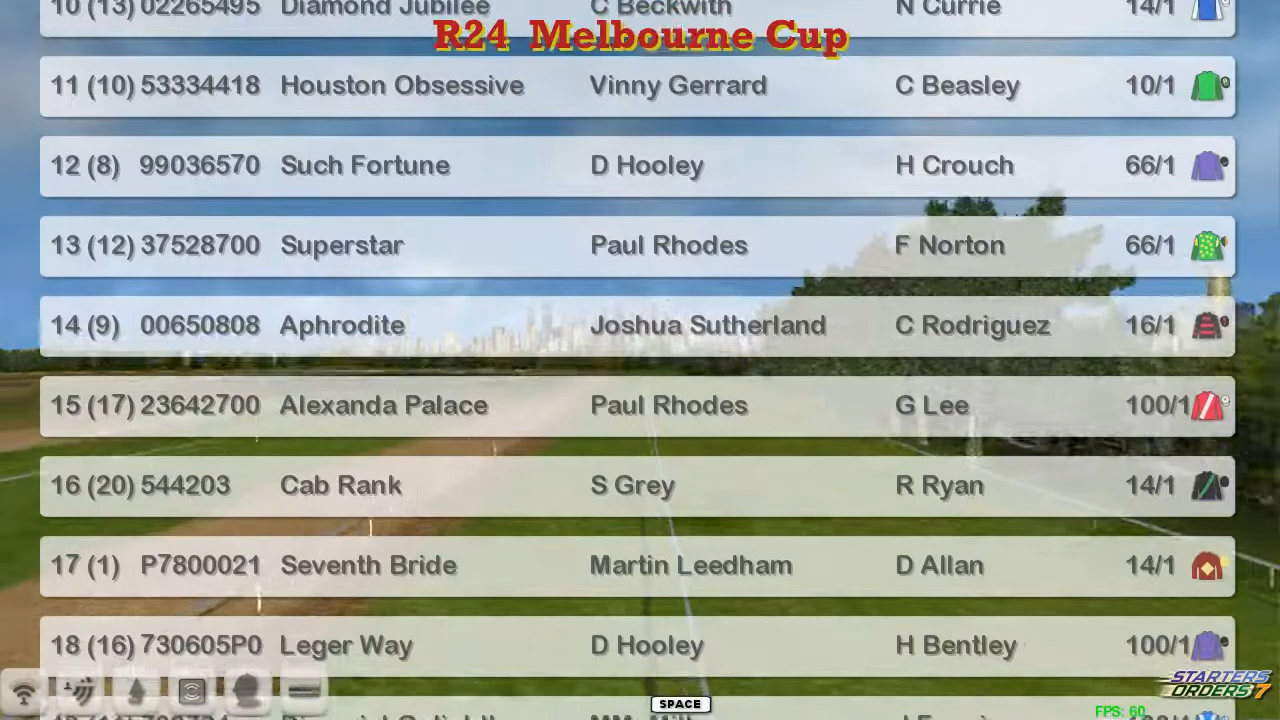 10 (13) 02265495 Diamond Jubilee C Beckwith N Currie 14/1
R24 Melbourne Cup
11 (10) 53334418 Houston Obsessive Vinny Gerrard C Beasley 10/1
12 (8) 99036570 Such Fortune D Hooley H Crouch 66/1
13 (12) 37528700 Superstar Paul Rhodes F Norton 66/1
14 (9) 00650808 Aphrodite Joshua Sutherland C Rodriguez 16/1
15 (17) 23642700 Alexanda Palace Paul Rhodes G Lee 100/1
16 (20) 544203 Cab Rank S Grey R Ryan 14/1
17 (1) P7800021 Seventh Bride Martin Leedham D Allan 14/1
18 (16) 730605P0 Leger Way D Hooley H Bentley 100/1
STARTERS
ORDERS 7
SPACE
FPS: 60